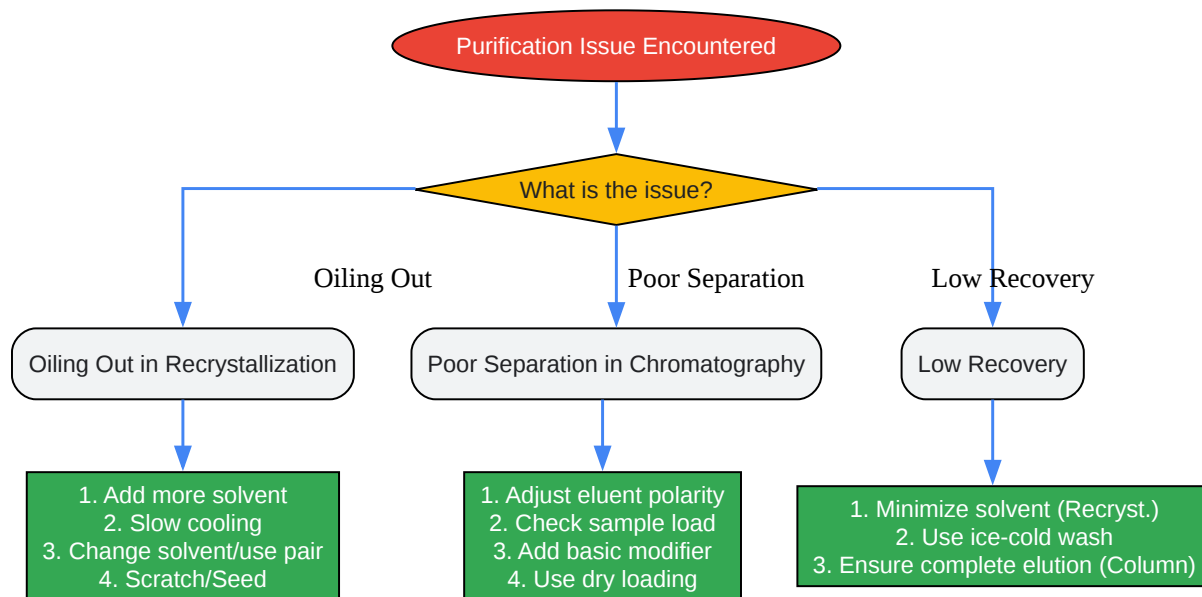 Purification Issue Encountered
What is the issue?
Oiling Out
Poor Separation
Low Recovery
Oiling Out in Recrystallization
Poor Separation in Chromatography
Low Recovery
1. Add more solvent
2. Slow cooling
3. Change solvent/use pair
4. Scratch/Seed
1. Adjust eluent polarity
2. Check sample load
3. Add basic modifier
4. Use dry loading
1. Minimize solvent (Recryst.)
2. Use ice-cold wash
3. Ensure complete elution (Column)